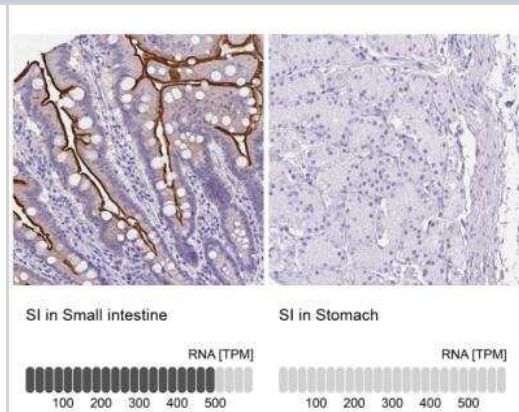 SI in Small intestine
RNA [TPM]
100 200 300 400 500
SI in Stomach
RNA [TPM]
100 200 300 400 500